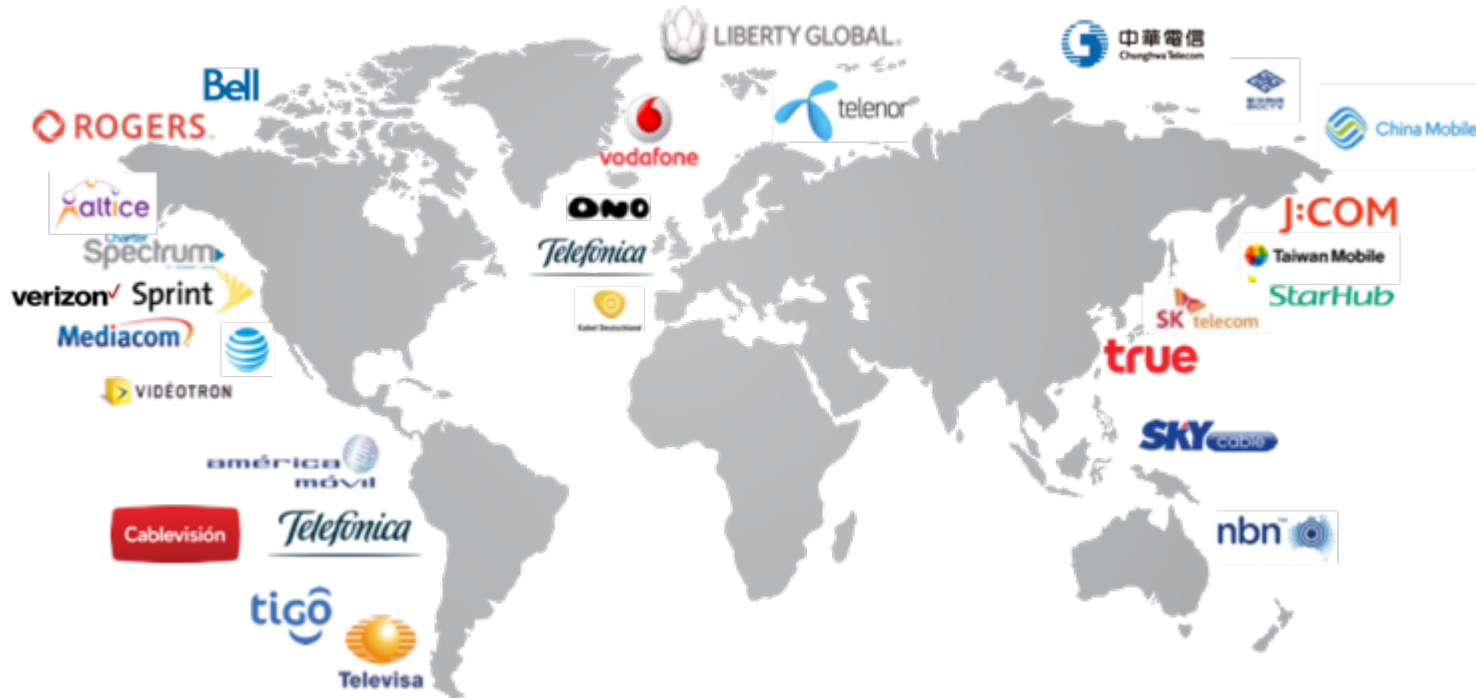 LIBERTY GLOBAL.
中華電信
Chunghwa Telecom
Bell
ROGERS
telenor
vodafone
China Mobile
altice
ONO
J:COM
Charter
Spectrum
Telefónica
Taiwan Mobile
verizon✓
Sprint
StarHub
Kabel Deutschland
SK telecom
Mediacom
true
VIDÉOTRON
SKY cable
américa
móvil
Cablevisión
Telefónica
nbn™
tigo
Televisa